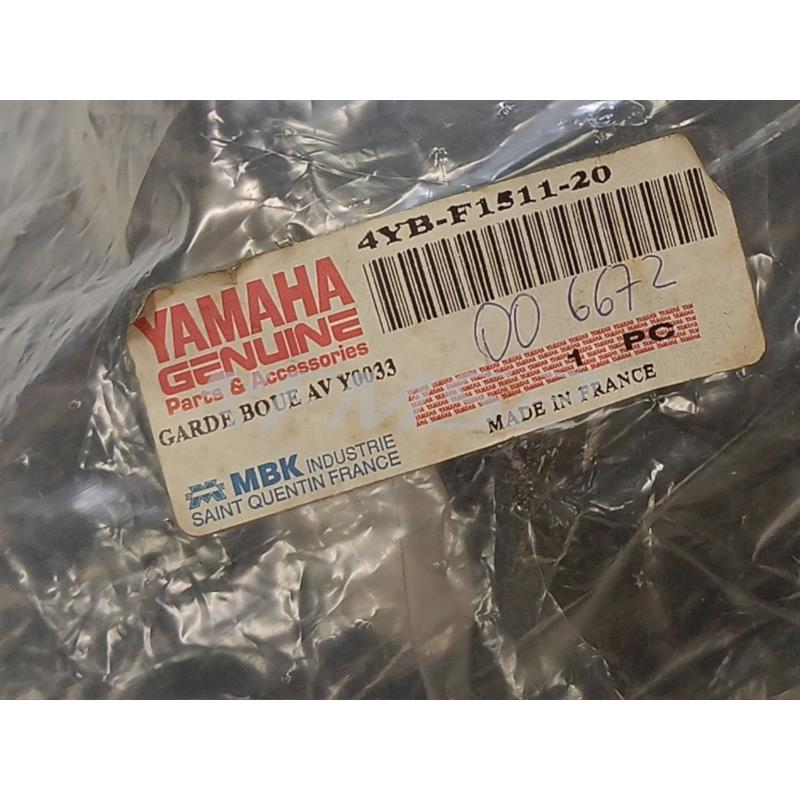 4YB-F1511-20
YAMAHA
GENUINE
Parts & Accessories
00 6672
1 PC
GARDE BOUE AV Y0033
MADE IN FRANCE
MBK INDUSTRIE
SAINT QUENTIN FRANCE